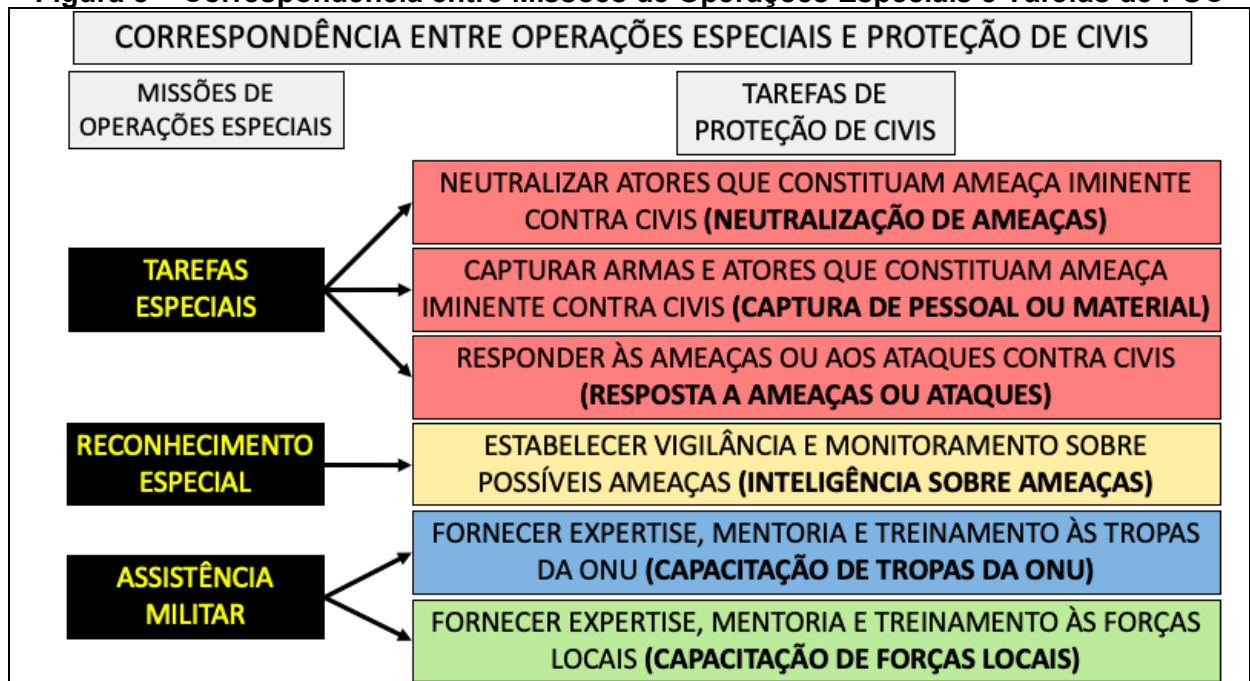 CORRESPONDÊNCIA ENTRE OPERAÇÕES ESPECIAIS E PROTEÇÃO DE CIVIS
MISSÕES DE
OPERAÇÕES ESPECIAIS
TAREFAS DE
PROTEÇÃO DE CIVIS
TAREFAS
ESPECIAIS
NEUTRALIZAR ATORES QUE CONSTITUAM AMEAÇA IMINENTE
CONTRA CIVIS (NEUTRALIZAÇÃO DE AMEAÇAS)
CAPTURAR ARMAS E ATORES QUE CONSTITUAM AMEAÇA
IMINENTE CONTRA CIVIS (CAPTURA DE PESSOAL OU MATERIAL)
RESPONDER ÀS AMEAÇAS OU AOS ATAQUES CONTRA CIVIS
(RESPOSTA A AMEAÇAS OU ATAQUES)
RECONHECIMENTO
ESPECIAL
ESTABELECER VIGILÂNCIA E MONITORAMENTO SOBRE
POSSÍVEIS AMEAÇAS (INTELIGÊNCIA SOBRE AMEAÇAS)
ASSISTÊNCIA
MILITAR
FORNECER EXPERTISE, MENTORIA E TREINAMENTO ÀS TROPAS
DA ONU (CAPACITAÇÃO DE TROPAS DA ONU)
FORNECER EXPERTISE, MENTORIA E TREINAMENTO ÀS FORÇAS
LOCAIS (CAPACITAÇÃO DE FORÇAS LOCAIS)